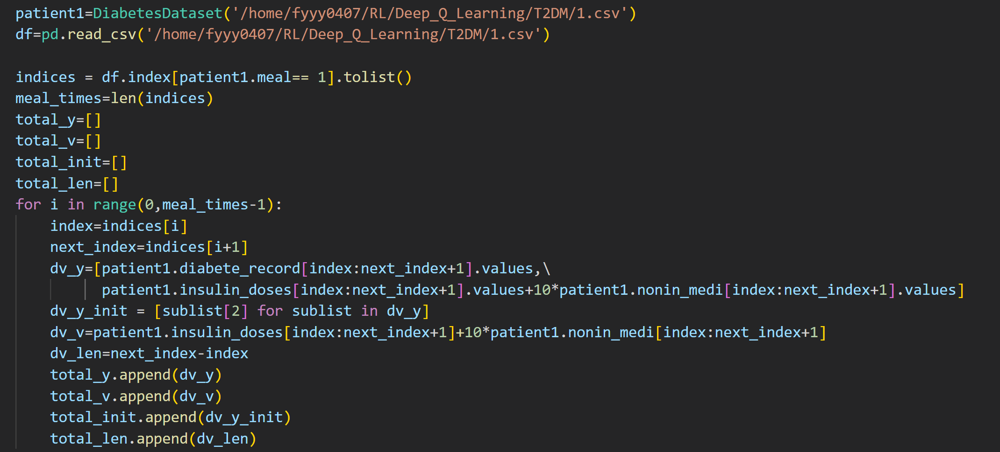 patient1=DiabetesDataset('/home/fyyy0407/RL/Deep_Q_Learning/T2DM/1.csv')
df=pd.read_csv('/home/fyyy0407/RL/Deep_Q_Learning/T2DM/1.csv')

indices = df.index[patient1.meal== 1].tolist()
meal_times=len(indices)
total_y=[]
total_v=[]
total_init=[]
total_len=[]
for i in range(0,meal_times-1):
    index=indices[i]
    next_index=indices[i+1]
    dv_y=[patient1.diabete_record[index:next_index+1].values,\
          patient1.insulin_doses[index:next_index+1].values+10*patient1.nonin_medi[index:next_index+1].values]
    dv_y_init = [sublist[2] for sublist in dv_y]
    dv_v=patient1.insulin_doses[index:next_index+1]+10*patient1.nonin_medi[index:next_index+1]
    dv_len=next_index-index
    total_y.append(dv_y)
    total_v.append(dv_v)
    total_init.append(dv_y_init)
    total_len.append(dv_len)